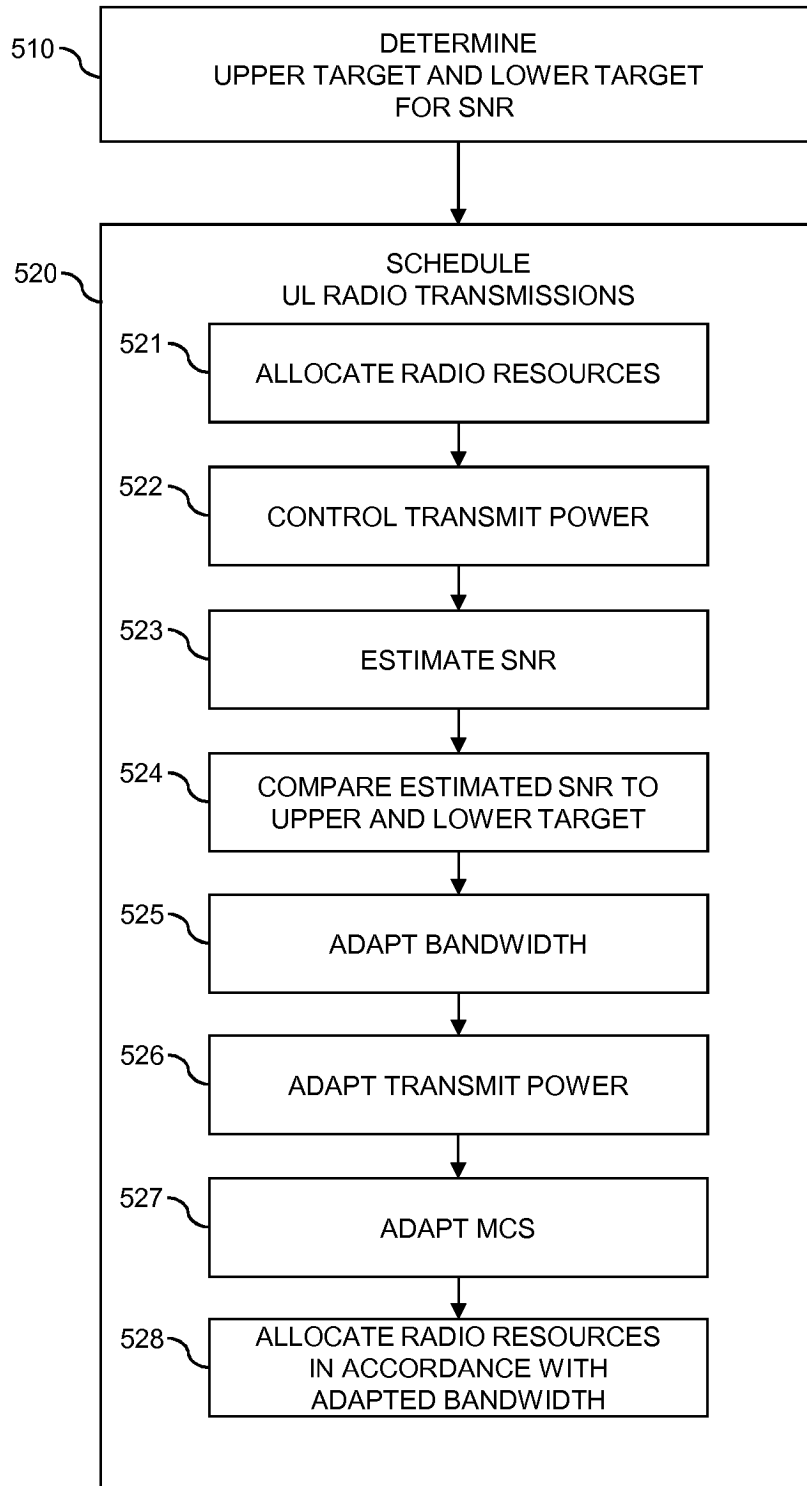 510
DETERMINE
UPPER TARGET AND LOWER TARGET
FOR SNR
520
SCHEDULE
UL RADIO TRANSMISSIONS
521
ALLOCATE RADIO RESOURCES
522
CONTROL TRANSMIT POWER
523
ESTIMATE SNR
524
COMPARE ESTIMATED SNR TO
UPPER AND LOWER TARGET
525
ADAPT BANDWIDTH
526
ADAPT TRANSMIT POWER
527
ADAPT MCS
528
ALLOCATE RADIO RESOURCES
IN ACCORDANCE WITH
ADAPTED BANDWIDTH